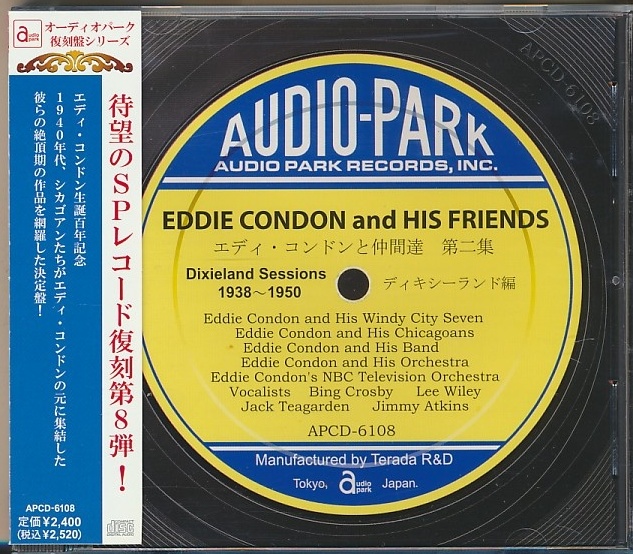 audio park
オーディオパーク
復刻盤シリーズ
待望のSPレコード復刻第8弾！
エディ・コンドン生誕百年記念
1940年代、シカゴアンたちがエディ・コンドンの元に集結した
彼らの絶頂期の作品を網羅した決定盤！
APCD-6108
定価¥2,400
(税込¥2,520)
APCD-6108
AUDIO-PARK
AUDIO PARK RECORDS, INC.
EDDIE CONDON and HIS FRIENDS
エディ・コンドンと仲間達 第二集
Dixieland Sessions
1938～1950
ディキシーランド編
Eddie Condon and His Windy City Seven
Eddie Condon and His Chicagoans
Eddie Condon and His Band
Eddie Condon and His Orchestra
Eddie Condon's NBC Television Orchestra
Vocalists Bing Crosby Lee Wiley
Jack Teagarden Jimmy Atkins
APCD-6108
Manufactured by Terada R&D
Tokyo, audio park Japan.